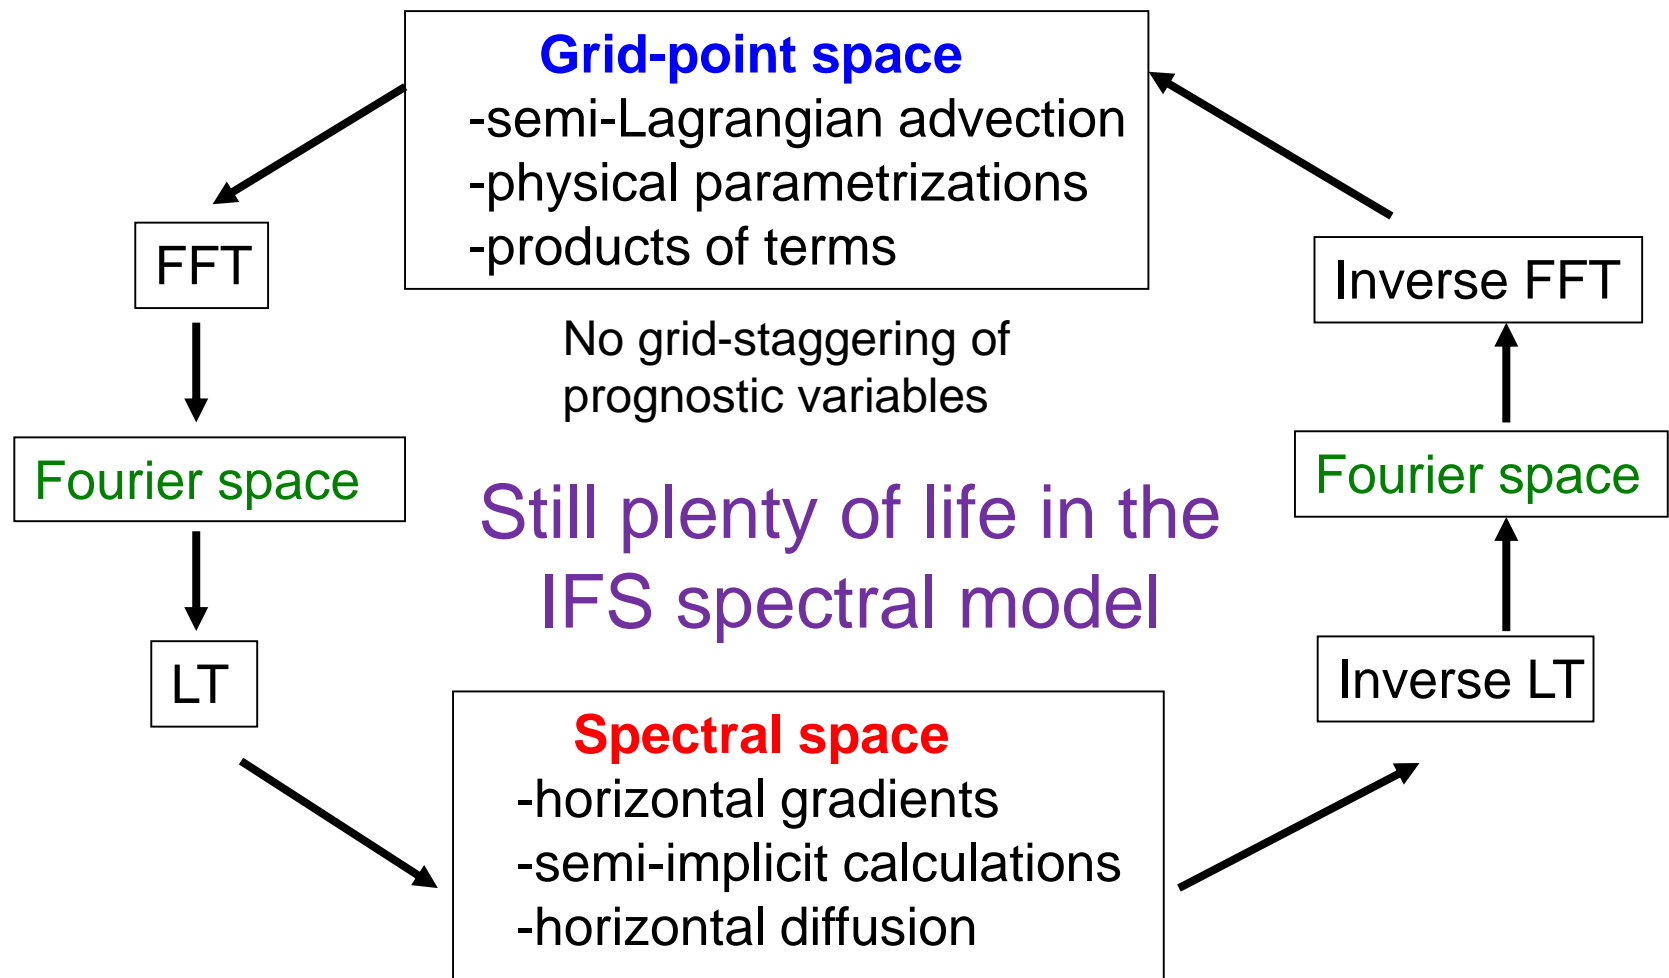 Grid-point space
-semi-Lagrangian advection
-physical parametrizations
-products of terms
FFT
Inverse FFT
No grid-staggering of
prognostic variables
Fourier space
Fourier space
Still plenty of life in the
IFS spectral model
LT
Inverse LT
Spectral space
-horizontal gradients
-semi-implicit calculations
-horizontal diffusion